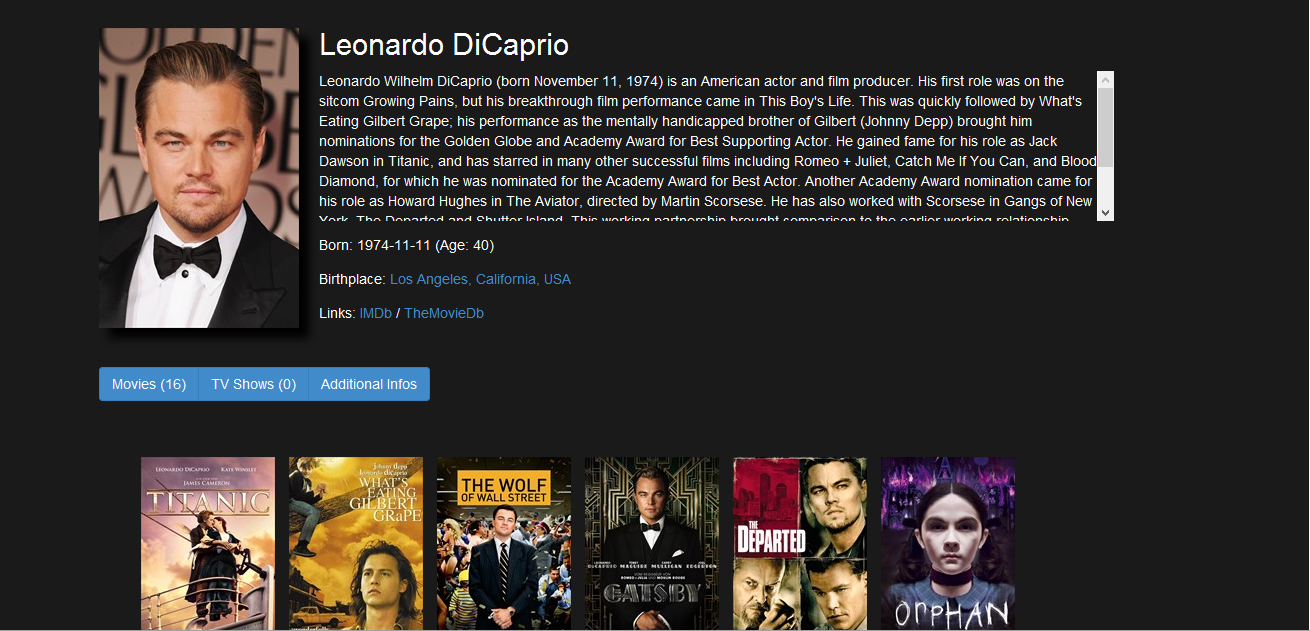 Leonardo DiCaprio
Leonardo Wilhelm DiCaprio (born November 11, 1974) is an American actor and film producer. His first role was on the
sitcom Growing Pains, but his breakthrough film performance came in This Boy's Life. This was quickly followed by What's
Eating Gilbert Grape; his performance as the mentally handicapped brother of Gilbert (Johnny Depp) brought him
nominations for the Golden Globe and Academy Award for Best Supporting Actor. He gained fame for his role as Jack
Dawson in Titanic, and has starred in many other successful films including Romeo + Juliet, Catch Me If You Can, and Blood
Diamond, for which he was nominated for the Academy Award for Best Actor. Another Academy Award nomination came for
his role as Howard Hughes in The Aviator, directed by Martin Scorsese. He has also worked with Scorsese in Gangs of New
York, The Departed and Shutter Island. This working partnership brought comparison to the earlier working relationship
Born: 1974-11-11 (Age: 40)
Birthplace: Los Angeles, California, USA
Links: IMDb / TheMovieDb
Movies (16)
TV Shows (0)
Additional Infos
LEONARDO DICAPRIO KATE WINSLET
JAMES CAMERON
TITANIC
Johnny depp
leonardo dicaprio
WHAT'S
EATING
GILBERT
GRAPE
THE WOLF
OF WALL STREET
LEONARDO DICAPRIO TOBEY MAGUIRE CAREY MULLIGAN JOEL EDGERTON
GATSBY
THE
DEPARTED
ORPHAN